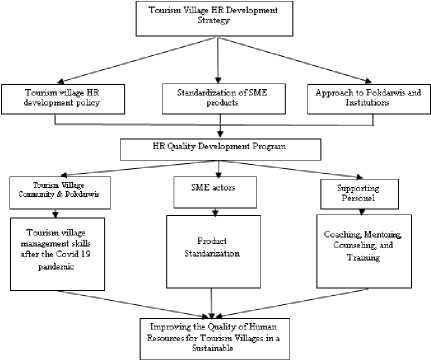 Tourism Village HR Development
Strategy
Tourism village HR
development policy
Standardization of SME
products
Approach to Pokdarwis and
Institutions
HR Quality Development Program
Tourism Village
Community & Pokdarwis
SME actors
Supporting
Personel
Tourism village
management skills
after the Covid 19
pandemic
Product
Standarization
Coaching, Mentoring,
Counseling, and
Training
Improving the Quality of Human
Resources for Tourism Villages in a
Sustainable